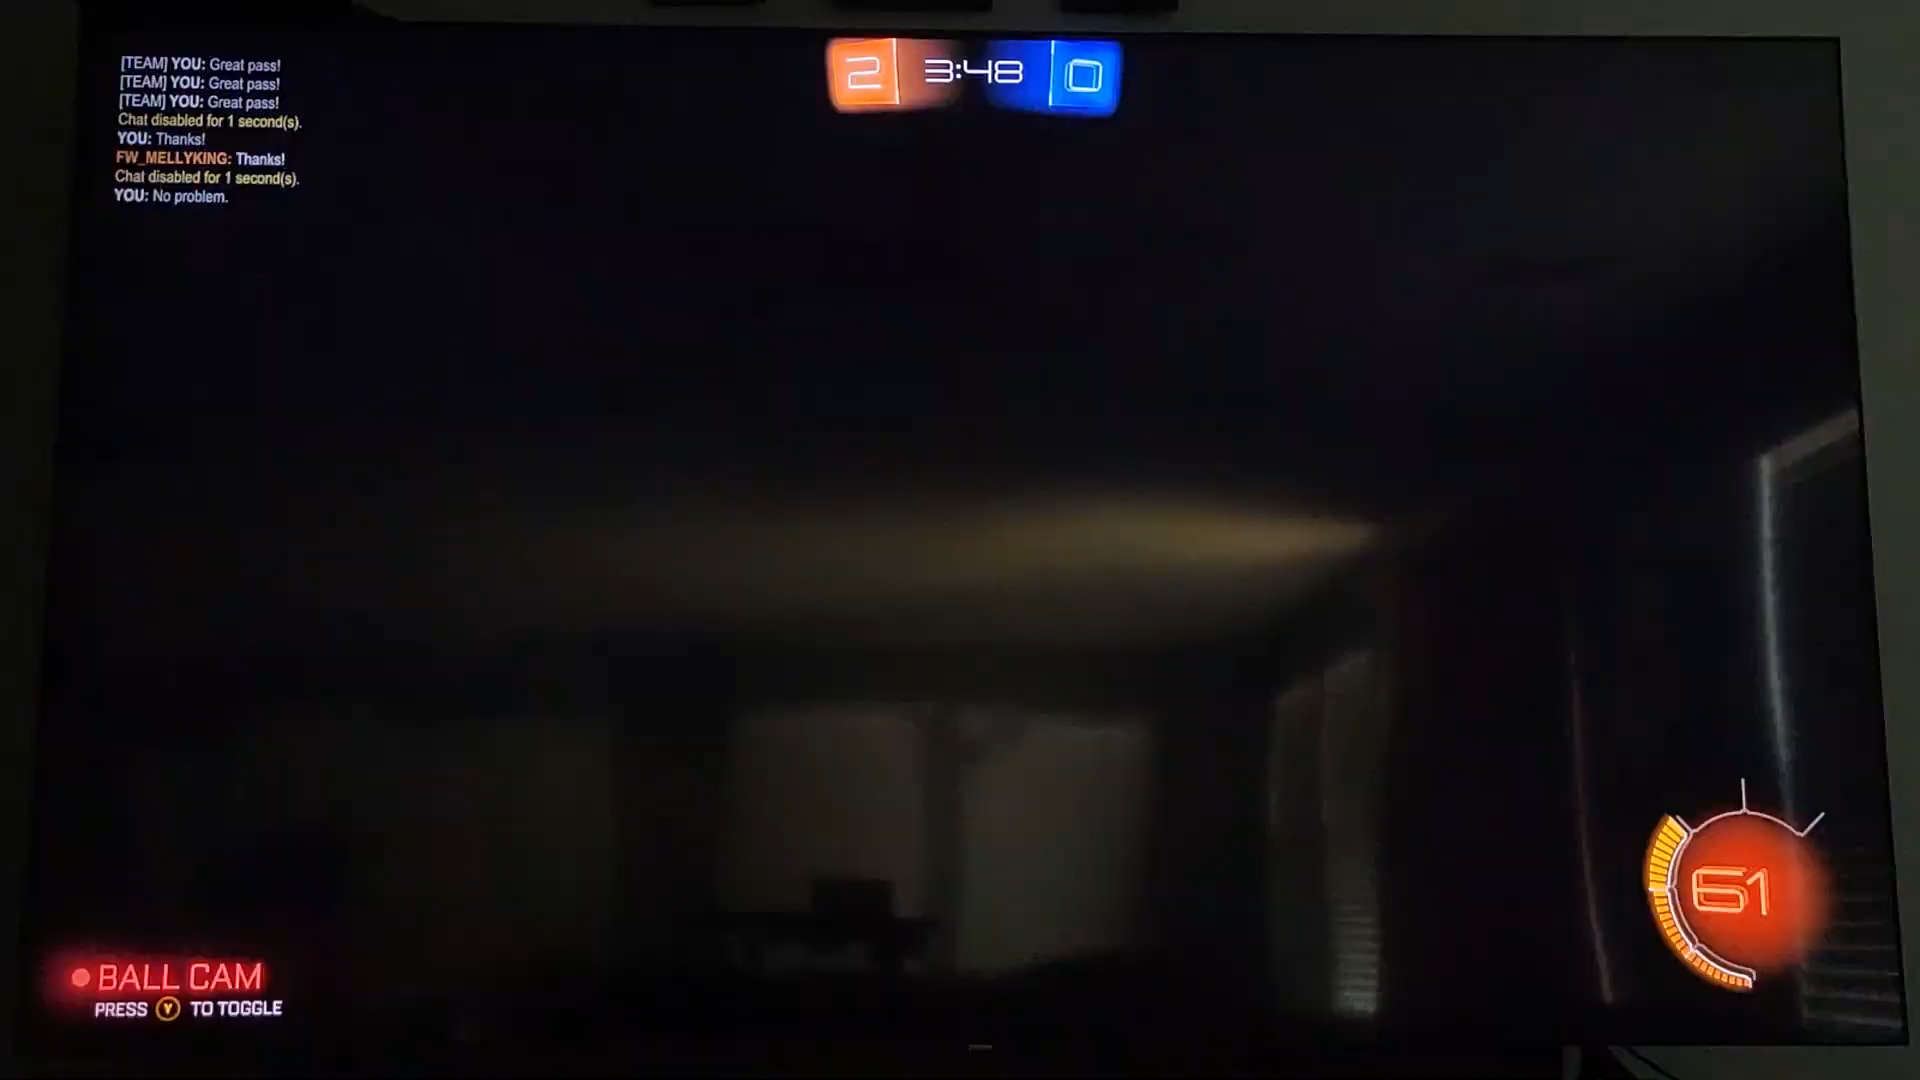 [TEAM] YOU: Great pass!
[TEAM] YOU: Great pass!
[TEAM] YOU: Great pass!
Chat disabled for 1 second(s).
YOU: Thanks!
FW_MELLYKING: Thanks!
Chat disabled for 1 second(s).
YOU: No problem.
2 3:48 0
61
BALL CAM
PRESS Y TO TOGGLE